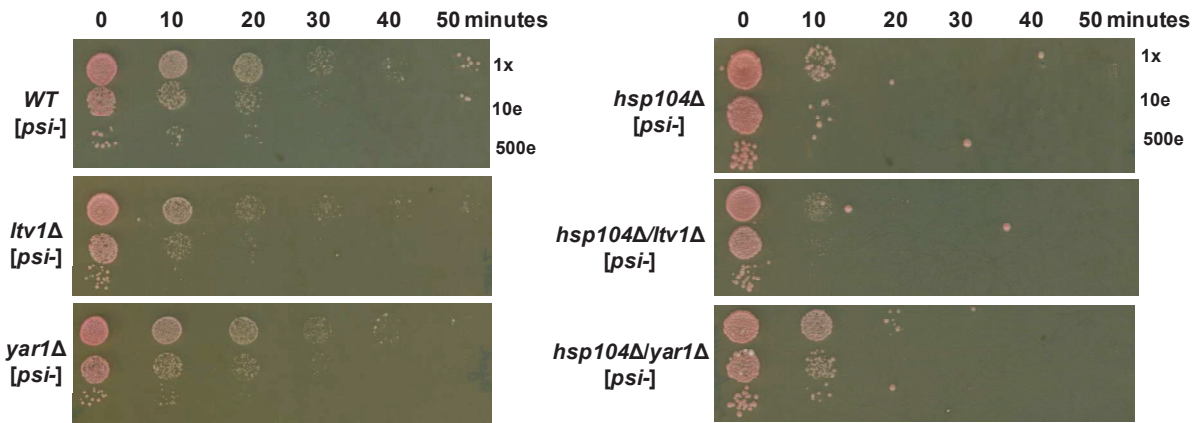 0 10 20 30 40 50 minutes
WT
[psi-]
1x
10e
500e
ltv1Δ
[psi-]
yar1Δ
[psi-]
0 10 20 30 40 50 minutes
hsp104Δ
[psi-]
1x
10e
500e
hsp104Δ/ltv1Δ
[psi-]
hsp104Δ/yar1Δ
[psi-]